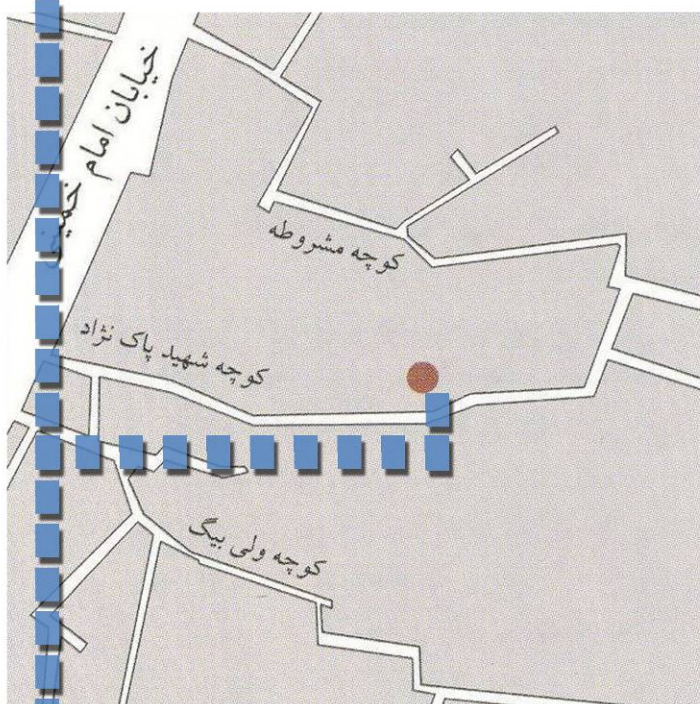 خیابان امام خمینی
کوچه مشروطه
کوچه شهید پاک نژاد
کوچه ولی بیگ